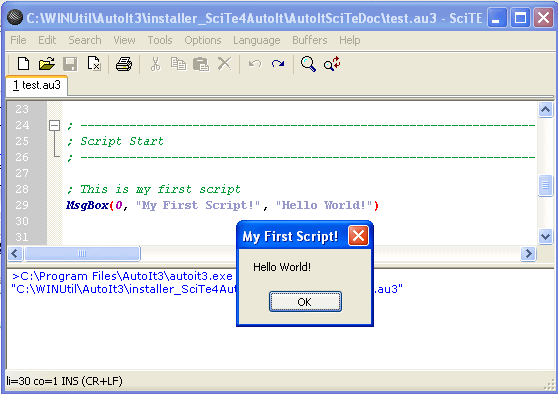 C:\WINUtil\AutoIt3\installer_SciTe4AutoIt\AutoItSciTeDoc\test.au3 - SciTE
File Edit Search View Tools Options Language Buffers Help
1 test.au3
23
24 ; ------------------------------------------------------------
25 ; Script Start
26 ; ------------------------------------------------------------
27
28 ; This is my first script
29 MsgBox(0, "My First Script!", "Hello World!")
30
31
My First Script!
Hello World!
OK
>C:\Program Files\AutoIt3\autoit3.exe
"C:\WINUtil\AutoIt3\installer_SciTe4Aut .au3"
li=30 co=1 INS (CR+LF)